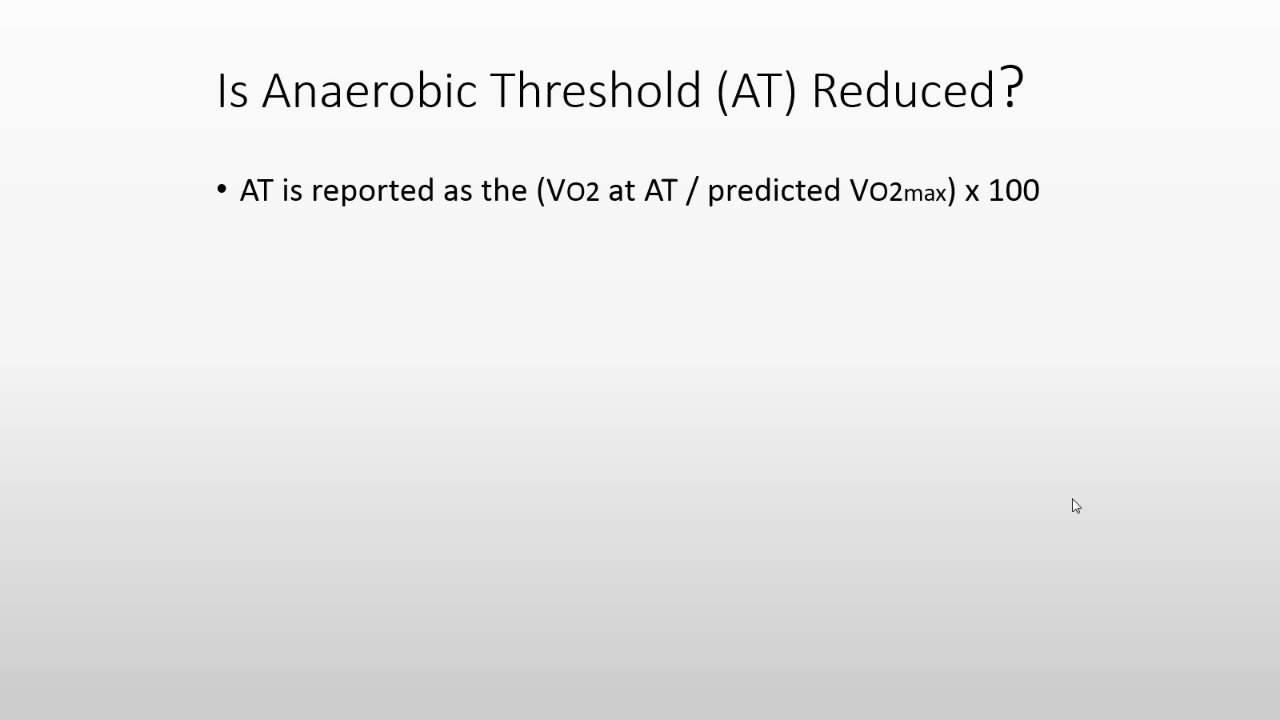 Is Anaerobic Threshold (AT) Reduced?
• AT is reported as the (VO2 at AT / predicted VO2max) x 100